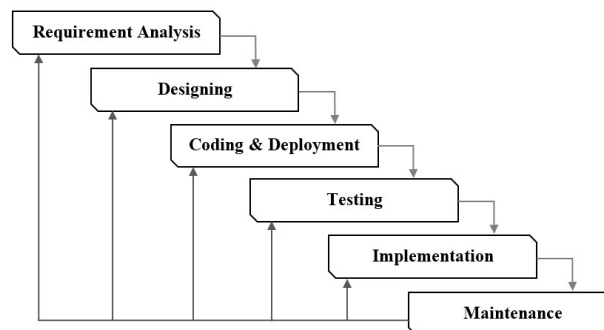 Requirement Analysis
Designing
Coding & Deployment
Testing
Implementation
Maintenance